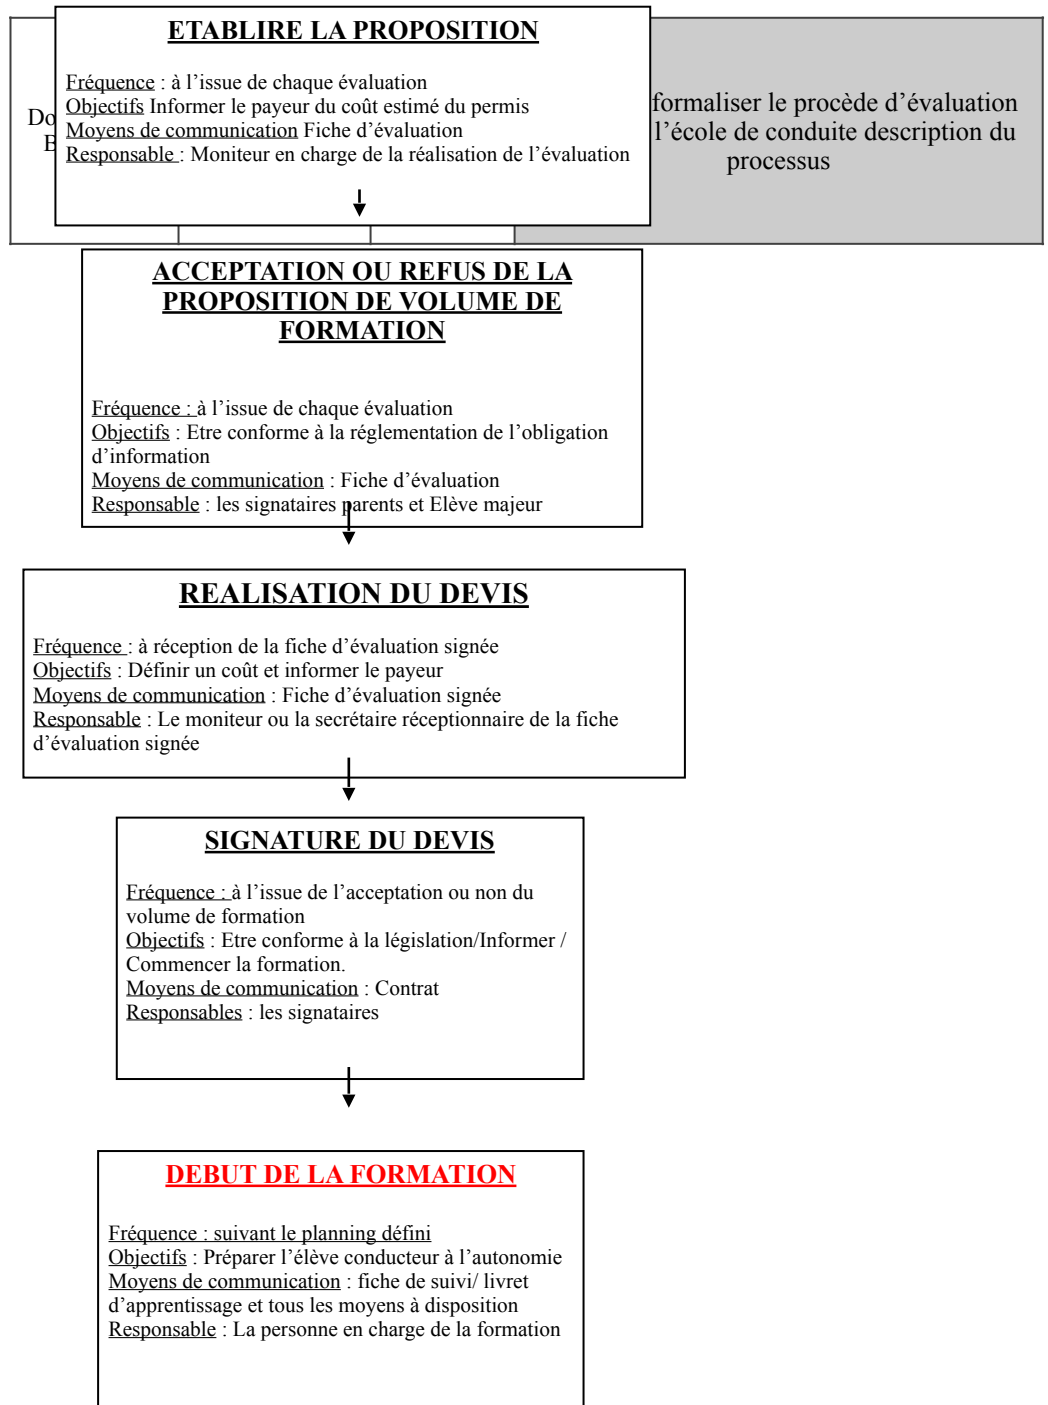 ETABLIRE LA PROPOSITION
Fréquence : à l’issue de chaque évaluation
Objectifs Informer le payeur du coût estimé du permis
Moyens de communication Fiche d’évaluation
Responsable : Moniteur en charge de la réalisation de l’évaluation
formaliser le procède d’évaluation
l’école de conduite description du
processus
ACCEPTATION OU REFUS DE LA
PROPOSITION DE VOLUME DE
FORMATION
Fréquence : à l’issue de chaque évaluation
Objectifs : Etre conforme à la réglementation de l’obligation
d’information
Moyens de communication : Fiche d’évaluation
Responsable : les signataires parents et Elève majeur
REALISATION DU DEVIS
Fréquence : à réception de la fiche d’évaluation signée
Objectifs : Définir un coût et informer le payeur
Moyens de communication : Fiche d’évaluation signée
Responsable : Le moniteur ou la secrétaire réceptionnaire de la fiche
d’évaluation signée
SIGNATURE DU DEVIS
Fréquence : à l’issue de l’acceptation ou non du
volume de formation
Objectifs : Etre conforme à la législation/Informer /
Commencer la formation.
Moyens de communication : Contrat
Responsables : les signataires
DEBUT DE LA FORMATION
Fréquence : suivant le planning défini
Objectifs : Préparer l’élève conducteur à l’autonomie
Moyens de communication : fiche de suivi/ livret
d’apprentissage et tous les moyens à disposition
Responsable : La personne en charge de la formation